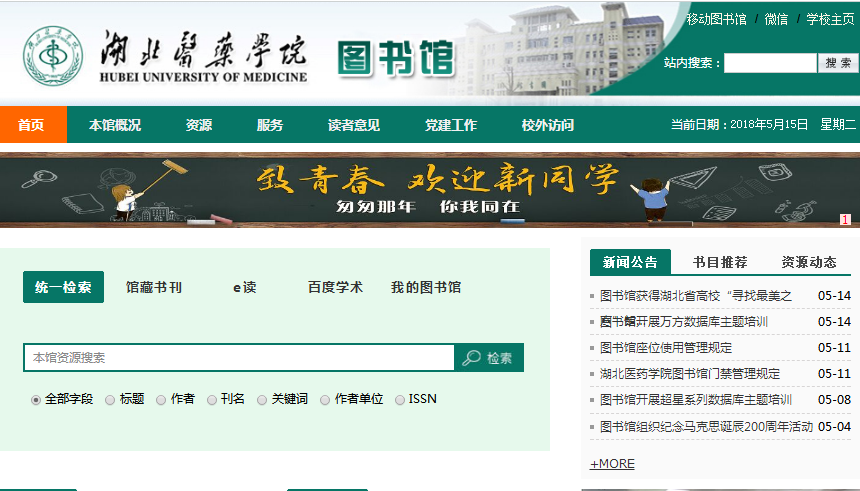 移动图书馆 / 微信 / 学校主页
湖北醫藥學院
HUBEI UNIVERSITY OF MEDICINE
图书馆
站内搜索：
搜 索
首页 本馆概况 资源 服务 读者意见 党建工作 校外访问 当前日期：2018年5月15日 星期二
致青春 欢迎新同学
匆匆那年 你我同在
1
统一检索 馆藏书刊 e读 百度学术 我的图书馆
本馆资源搜索 检索
全部字段 标题 作者 刊名 关键词 作者单位 ISSN
新闻公告 书目推荐 资源动态
图书馆获得湖北省高校“寻找最美之 05-14
图书馆开展万方数据库主题培训 05-14
图书馆座位使用管理规定 05-11
湖北医药学院图书馆门禁管理规定 05-11
图书馆开展超星系列数据库主题培训 05-08
图书馆组织纪念马克思诞辰200周年活动 05-04
+MORE